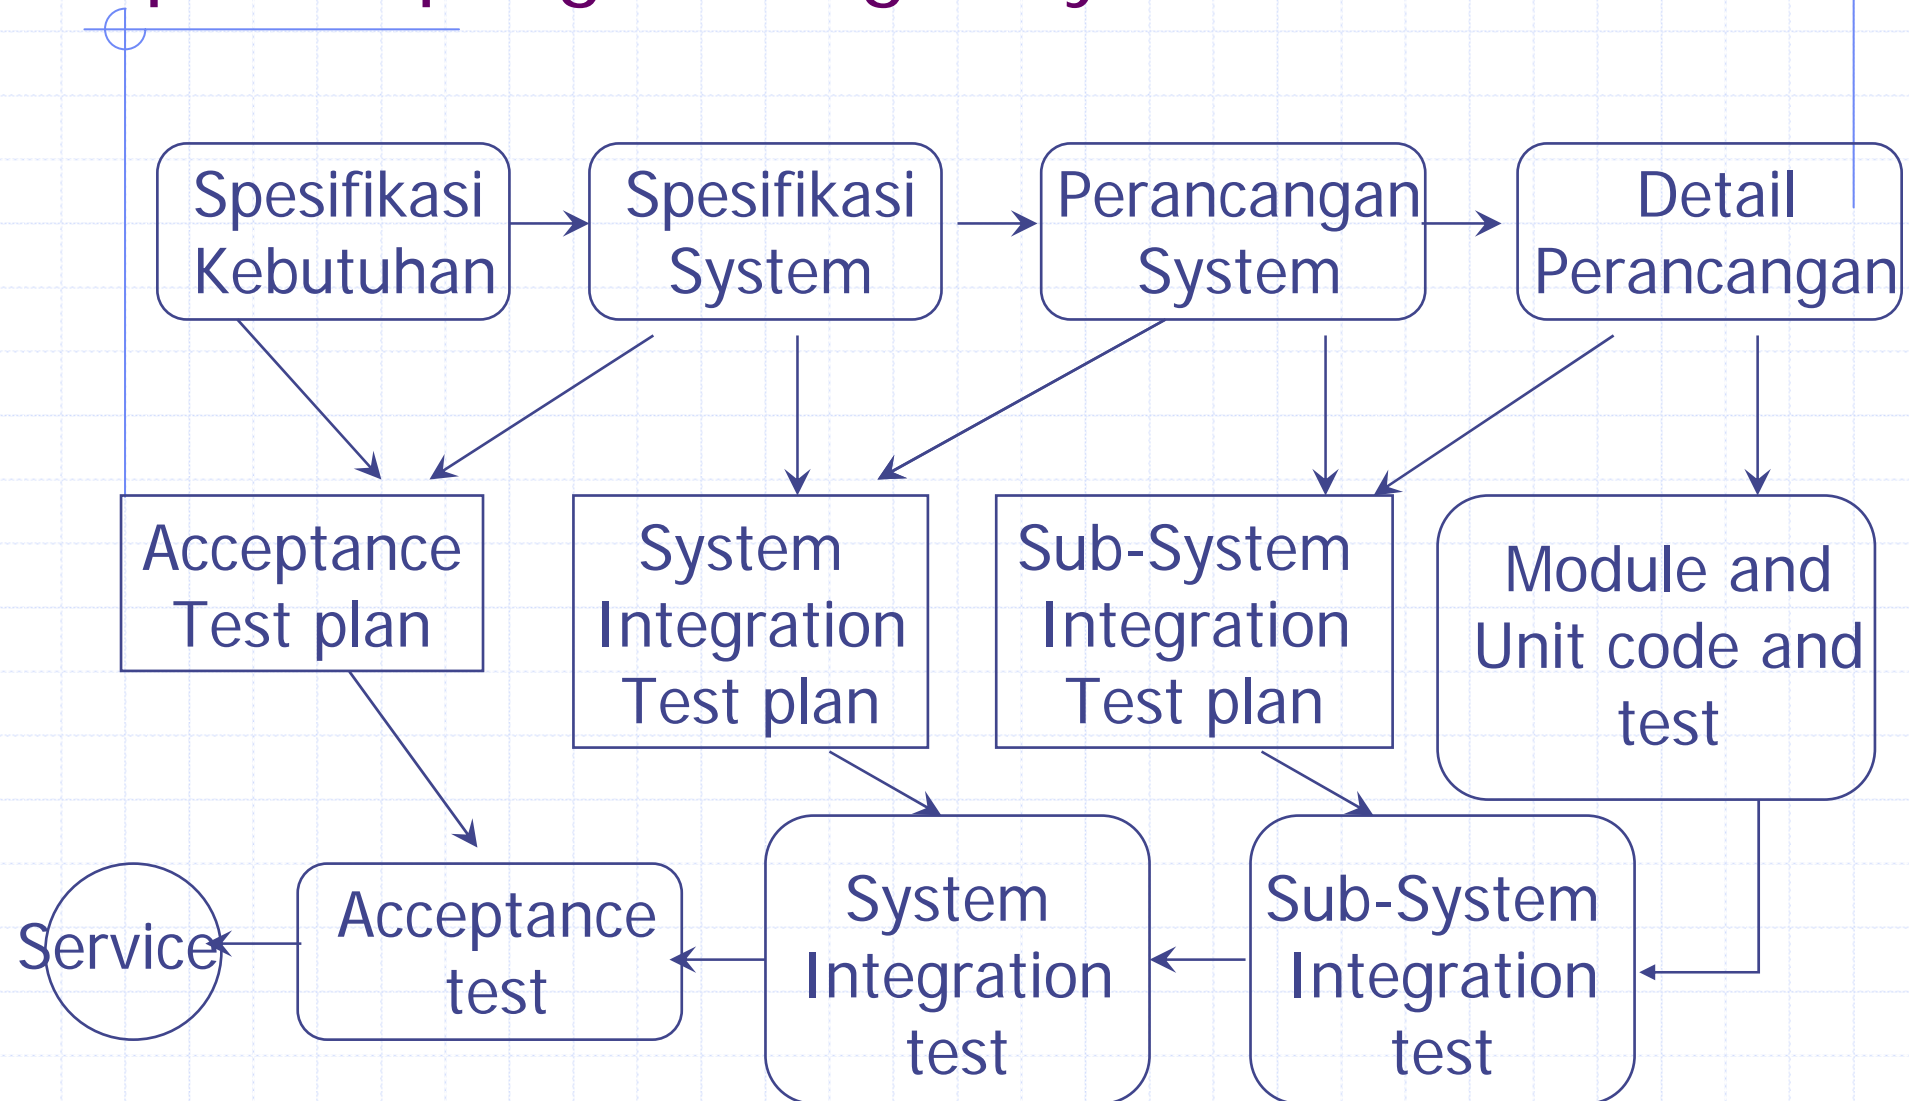 Spesifikasi
Kebutuhan
Spesifikasi
System
Perancangan
System
Detail
Perancangan
Acceptance
Test plan
System
Integration
Test plan
Sub-System
Integration
Test plan
Module and
Unit code and
test
Service
Acceptance
test
System
Integration
test
Sub-System
Integration
test